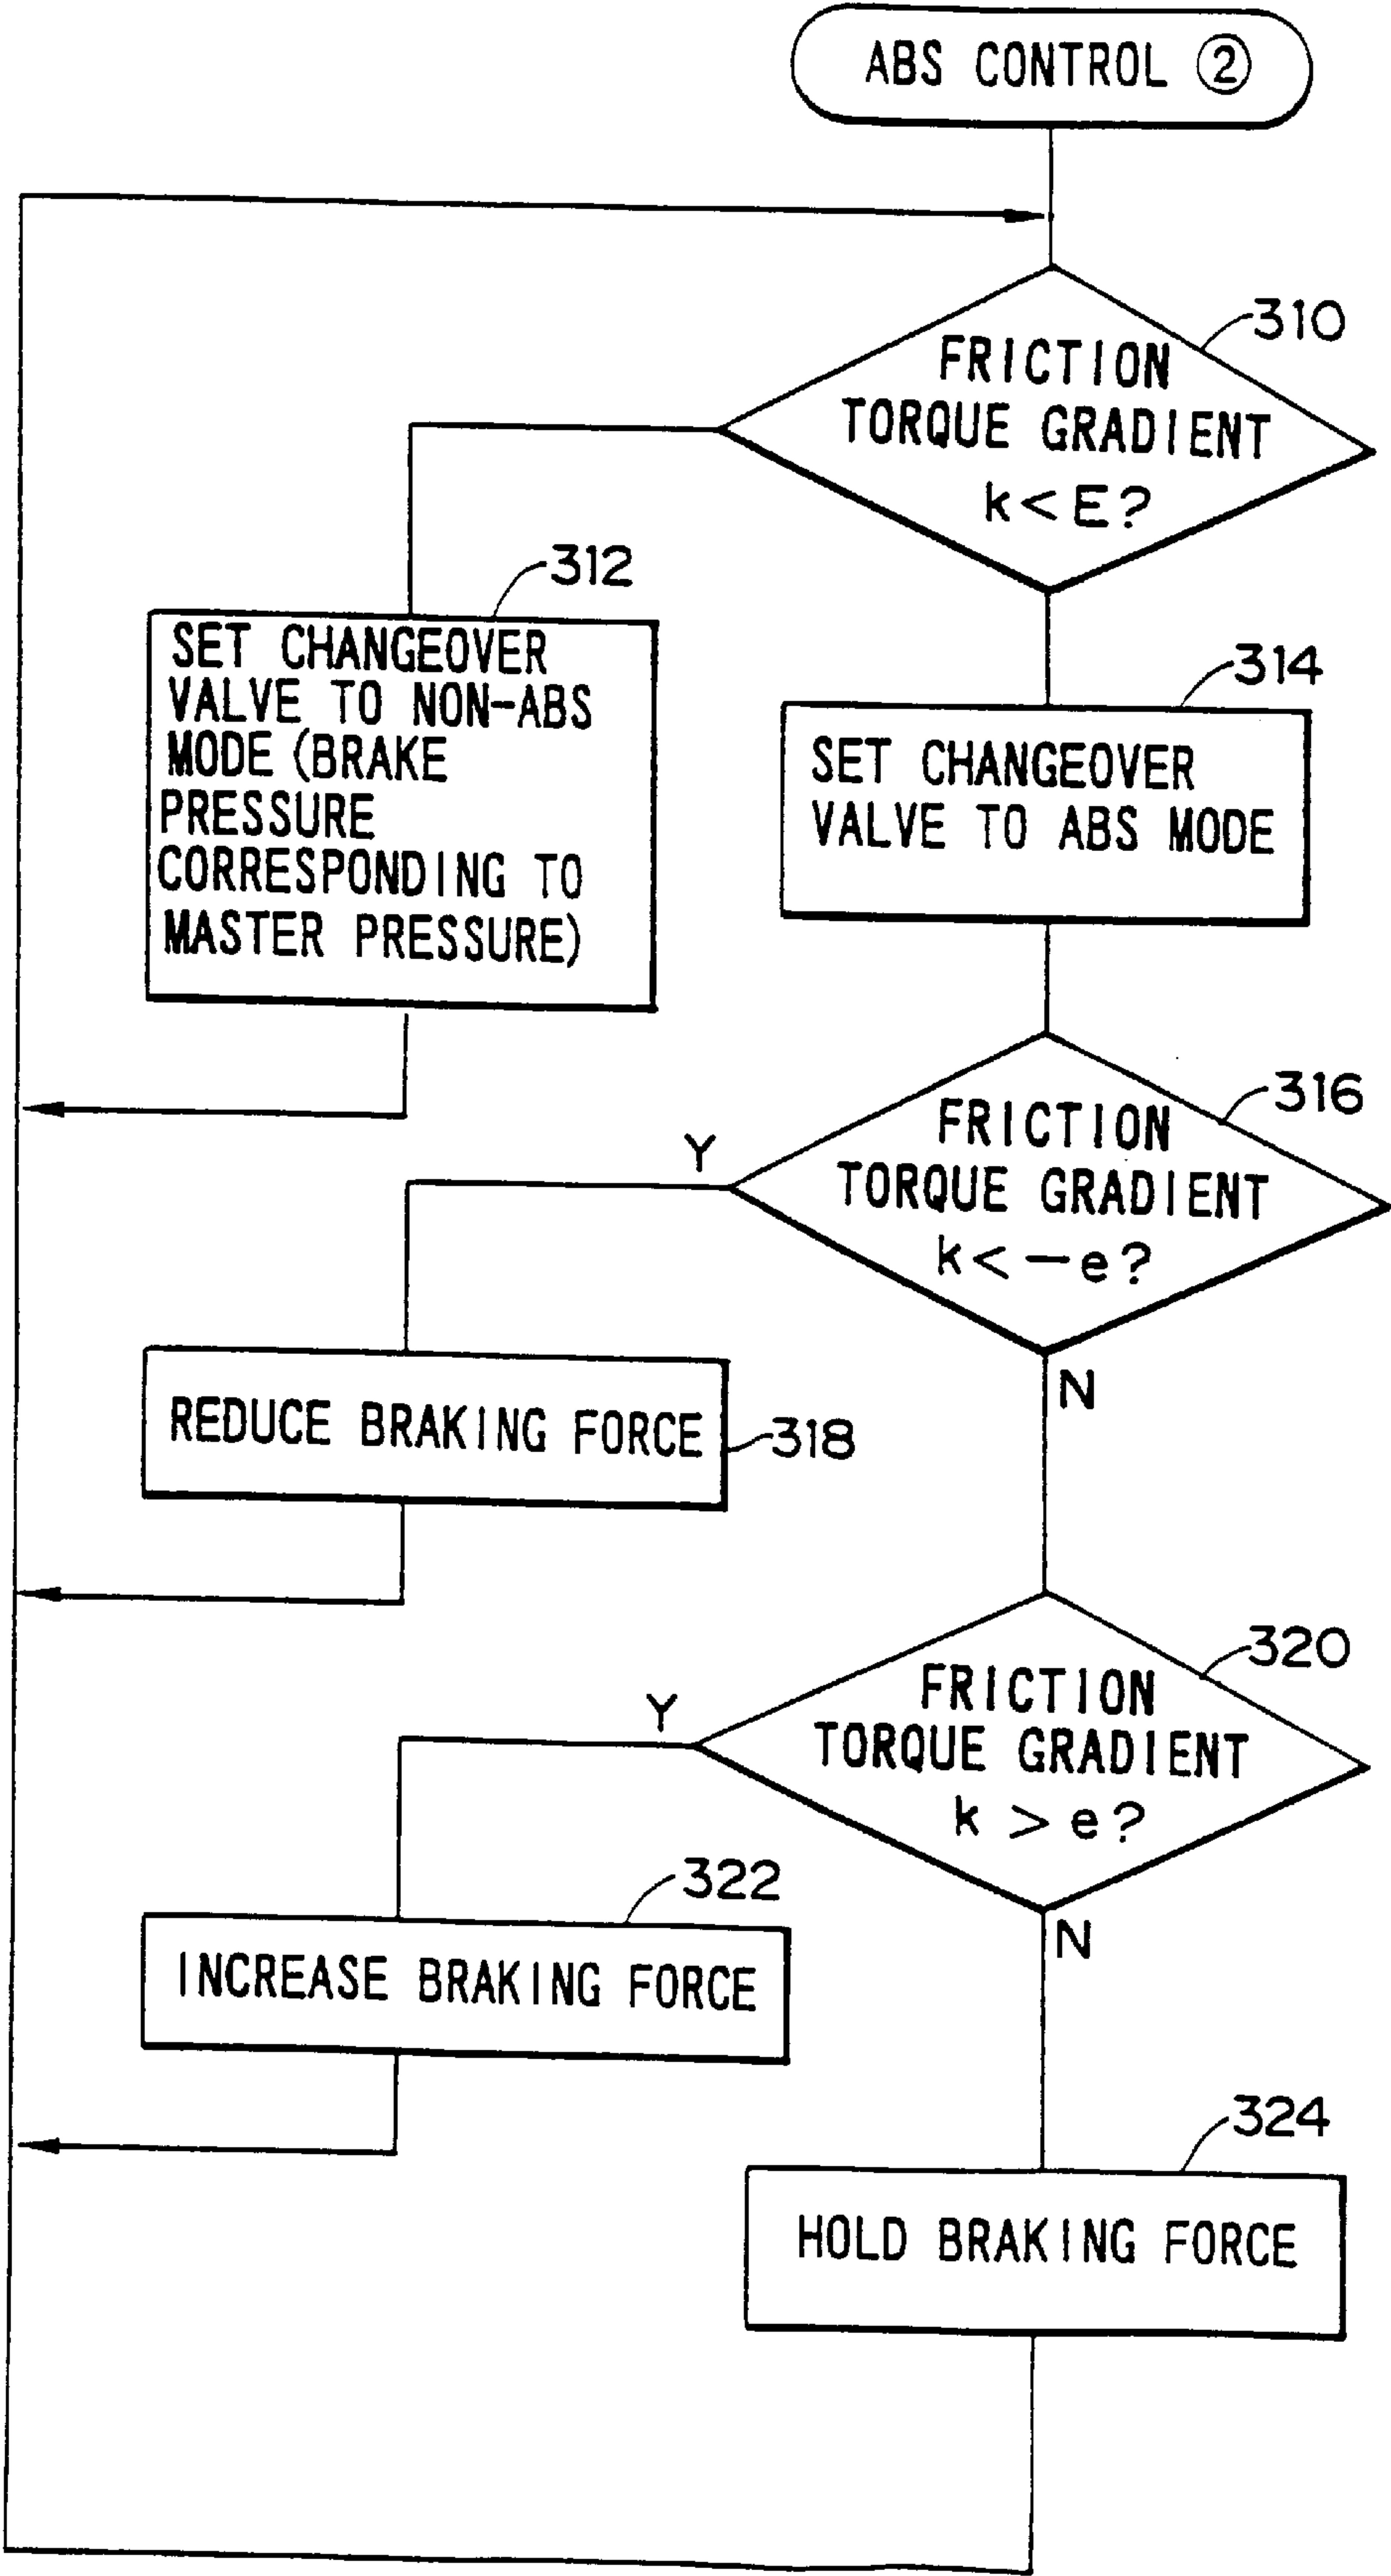 ABS CONTROL ②
310
FRICTION
TORQUE GRADIENT
k < E ?
312
SET CHANGEOVER
VALVE TO NON-ABS
MODE (BRAKE
PRESSURE
CORRESPONDING TO
MASTER PRESSURE)
314
SET CHANGEOVER
VALVE TO ABS MODE
316
FRICTION
TORQUE GRADIENT
k < — e ?
Y
N
REDUCE BRAKING FORCE
318
320
FRICTION
TORQUE GRADIENT
k > e ?
Y
N
322
INCREASE BRAKING FORCE
324
HOLD BRAKING FORCE